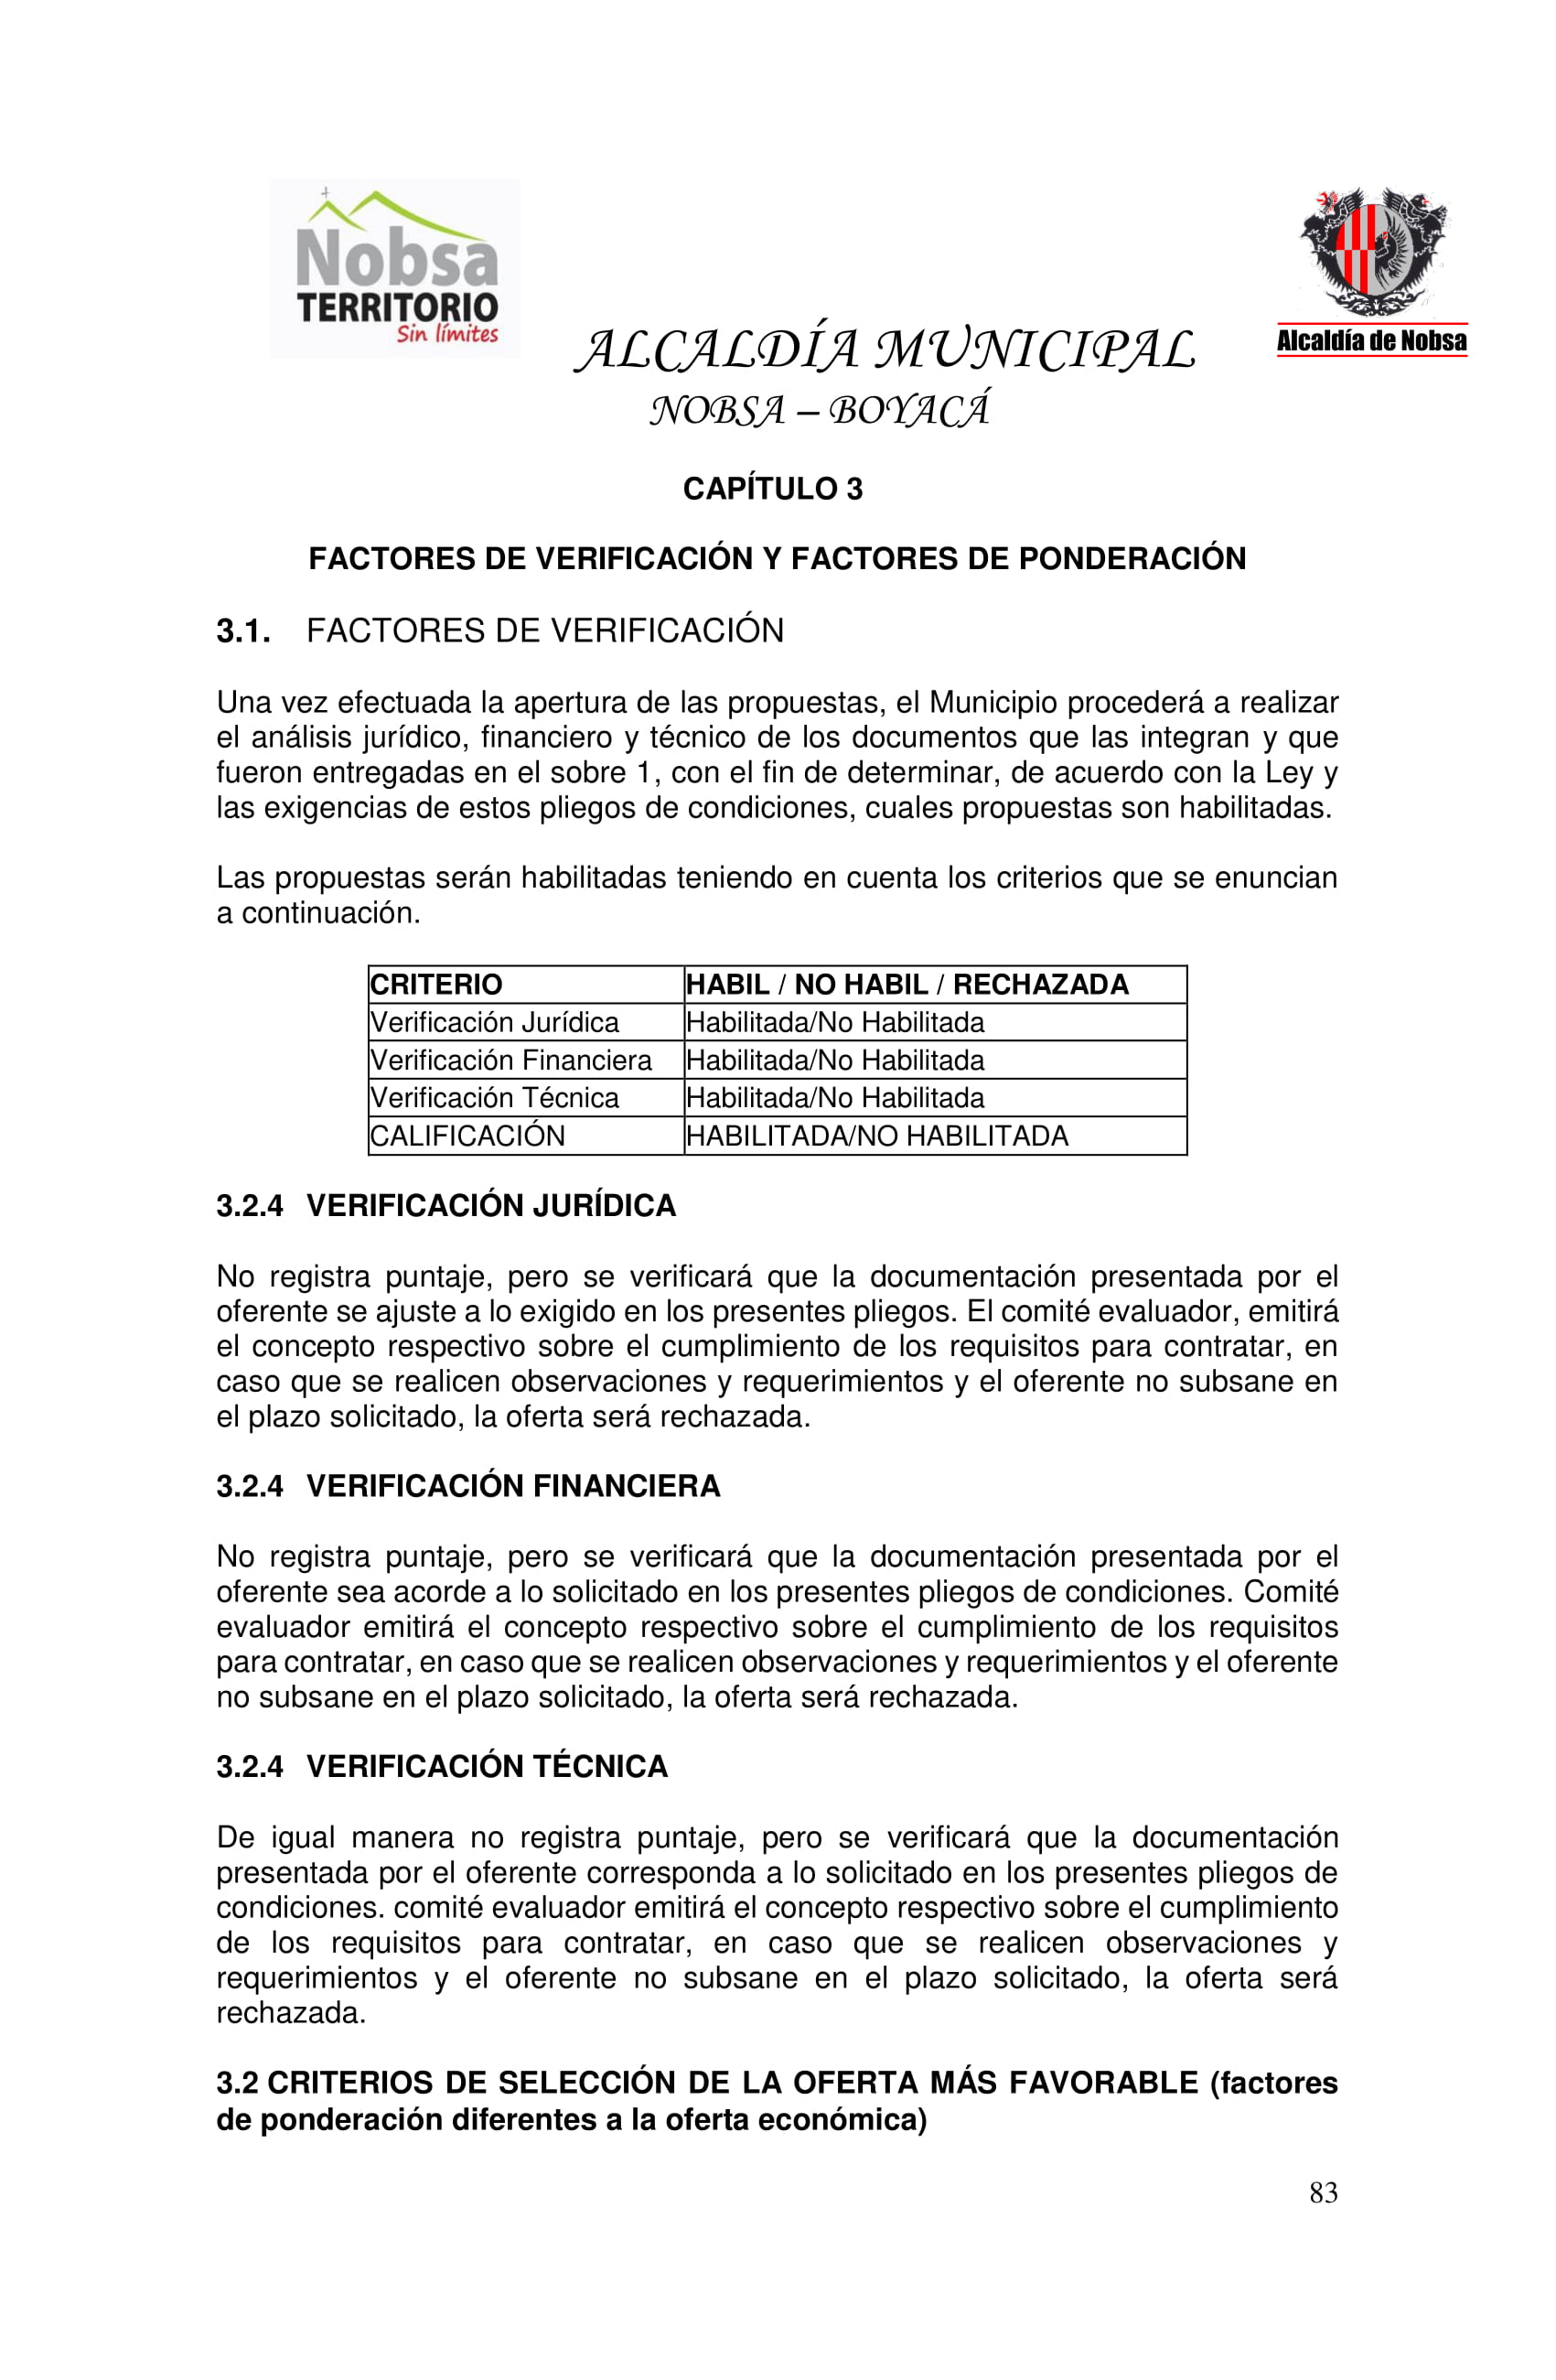 Nobsa
TERRITORIO
Sin límites
Alcaldía de Nobsa
ALCALDÍA MUNICIPAL
NOBSA – BOYACÁ
CAPÍTULO 3
FACTORES DE VERIFICACIÓN Y FACTORES DE PONDERACIÓN
3.1. FACTORES DE VERIFICACIÓN
Una vez efectuada la apertura de las propuestas, el Municipio procederá a realizar
el análisis jurídico, financiero y técnico de los documentos que las integran y que
fueron entregadas en el sobre 1, con el fin de determinar, de acuerdo con la Ley y
las exigencias de estos pliegos de condiciones, cuales propuestas son habilitadas.
Las propuestas serán habilitadas teniendo en cuenta los criterios que se enuncian
a continuación.
CRITERIO HABIL / NO HABIL / RECHAZADA
Verificación Jurídica Habilitada/No Habilitada
Verificación Financiera Habilitada/No Habilitada
Verificación Técnica Habilitada/No Habilitada
CALIFICACIÓN HABILITADA/NO HABILITADA
3.2.4 VERIFICACIÓN JURÍDICA
No registra puntaje, pero se verificará que la documentación presentada por el
oferente se ajuste a lo exigido en los presentes pliegos. El comité evaluador, emitirá
el concepto respectivo sobre el cumplimiento de los requisitos para contratar, en
caso que se realicen observaciones y requerimientos y el oferente no subsane en
el plazo solicitado, la oferta será rechazada.
3.2.4 VERIFICACIÓN FINANCIERA
No registra puntaje, pero se verificará que la documentación presentada por el
oferente sea acorde a lo solicitado en los presentes pliegos de condiciones. Comité
evaluador emitirá el concepto respectivo sobre el cumplimiento de los requisitos
para contratar, en caso que se realicen observaciones y requerimientos y el oferente
no subsane en el plazo solicitado, la oferta será rechazada.
3.2.4 VERIFICACIÓN TÉCNICA
De igual manera no registra puntaje, pero se verificará que la documentación
presentada por el oferente corresponda a lo solicitado en los presentes pliegos de
condiciones. comité evaluador emitirá el concepto respectivo sobre el cumplimiento
de los requisitos para contratar, en caso que se realicen observaciones y
requerimientos y el oferente no subsane en el plazo solicitado, la oferta será
rechazada.
3.2 CRITERIOS DE SELECCIÓN DE LA OFERTA MÁS FAVORABLE (factores
de ponderación diferentes a la oferta económica)
83